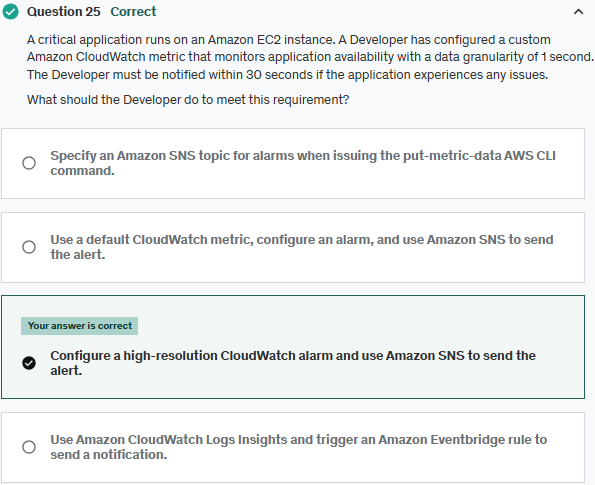 Question 25 Correct
A critical application runs on an Amazon EC2 instance. A Developer has configured a custom
Amazon CloudWatch metric that monitors application availability with a data granularity of 1 second.
The Developer must be notified within 30 seconds if the application experiences any issues.
What should the Developer do to meet this requirement?
Specify an Amazon SNS topic for alarms when issuing the put-metric-data AWS CLI
command.
Use a default CloudWatch metric, configure an alarm, and use Amazon SNS to send
the alert.
Your answer is correct
Configure a high-resolution CloudWatch alarm and use Amazon SNS to send the
alert.
Use Amazon CloudWatch Logs Insights and trigger an Amazon Eventbridge rule to
send a notification.